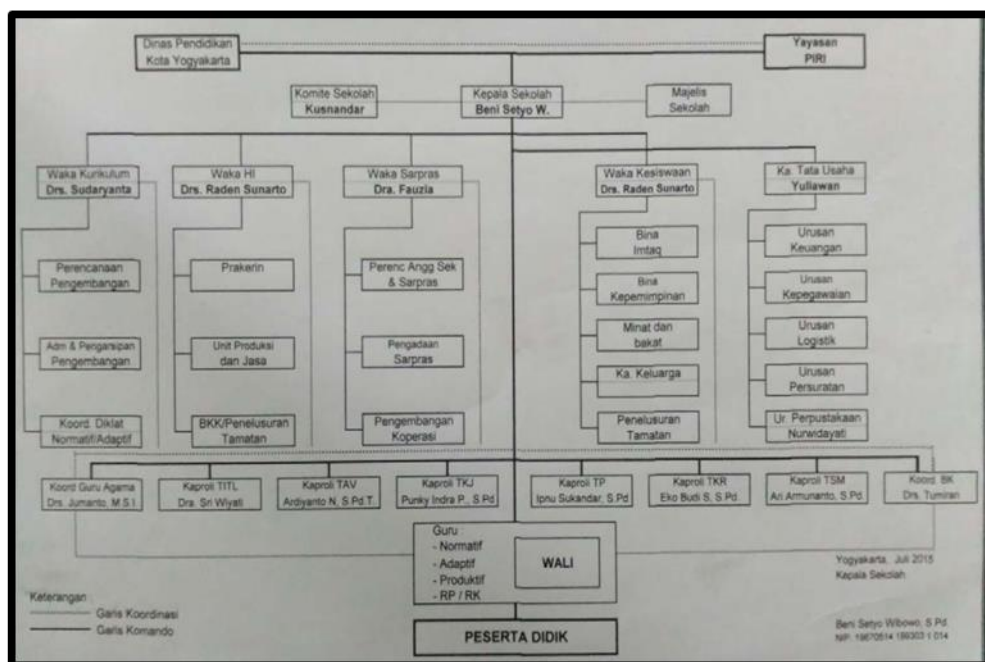 Dinas Pendidikan
Kota Yogyakarta
Yayasan
PIRI
Komite Sekolah
Kusnandar
Kepala Sekolah
Beni Setyo W.
Majelis
Sekolah
Waka Kurikulum
Drs. Sudaryanta
Waka HI
Drs. Raden Sunarto
Waka Sarpras
Dra. Fauzia
Waka Kesiswaan
Drs. Raden Sunarto
Ka. Tata Usaha
Yuliawan
Perencanaan
Pengembangan
Prakerin
Perenc Angg Sek
& Sarpras
Bina
Imtaq
Urusan
Keuangan
Bina
Kepemimpinan
Urusan
Kepegawaian
Adm & Pengarsipan
Pengembangan
Unit Produksi
dan Jasa
Pengadaan
Sarpras
Minat dan
bakat
Urusan
Logistik
Ka. Keluarga
Urusan
Persuratan
Koord. Diklat
Normatif/Adaptif
BKK/Penelusuran
Tamatan
Pengembangan
Koperasi
Penelusuran
Tamatan
Ur. Perpustakaan
Nurwidayati
Koord Guru Agama
Drs. Jumanto, M.S.I.
Kaproli TITL
Dra. Sri Wiyati
Kaproli TAV
Ardiyanto N, S.Pd.T.
Kaproli TKJ
Punky Indra P., S.Pd
Kaproli TP
Ipnu Sukandar, S.Pd
Kaproli TKR
Eko Budi S, S.Pd.
Kaproli TSM
Ari Armunanto, S.Pd.
Koord. BK
Drs. Tumiran
Guru :
- Normatif
- Adaptif
- Produktif
- RP / RK
WALI
PESERTA DIDIK
Yogyakarta, Juli 2015
Kepala Sekolah
Beni Setyo Wibowo, S.Pd.
Keterangan :
Garis Koordinasi
Garis Komando